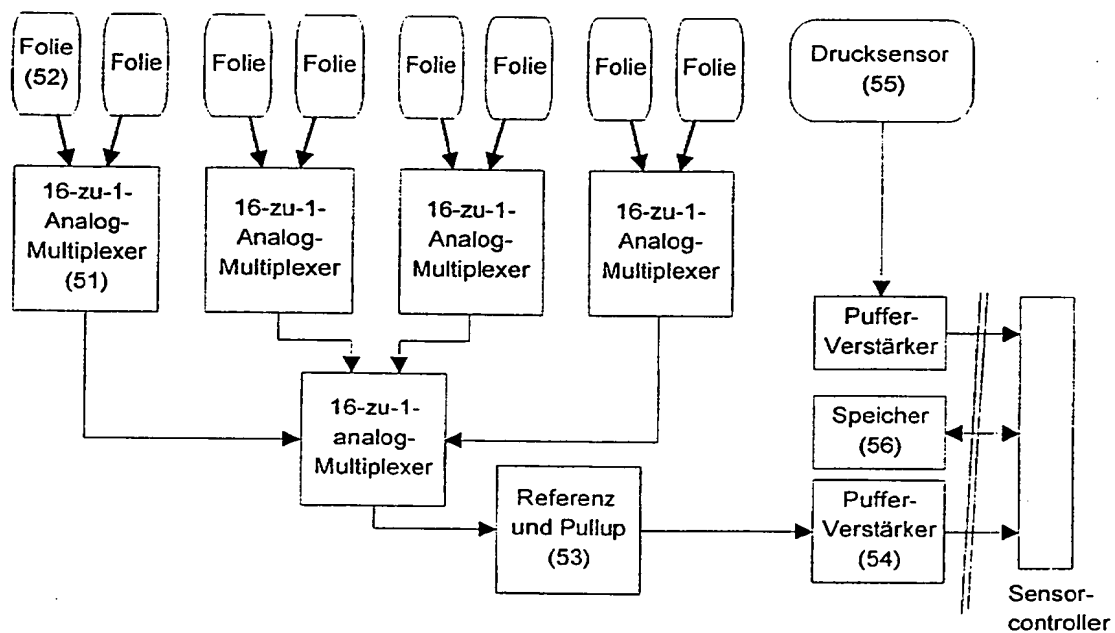 Folie
(52)
Folie
Folie
Folie
Folie
Folie
Folie
Folie
Drucksensor
(55)
16-zu-1-
Analog-
Multiplexer
(51)
16-zu-1-
Analog-
Multiplexer
16-zu-1-
Analog-
Multiplexer
16-zu-1-
Analog-
Multiplexer
Puffer-
Verstärker
16-zu-1-
analog-
Multiplexer
Speicher
(56)
Referenz
und Pullup
(53)
Puffer-
Verstärker
(54)
Sensor-
controller